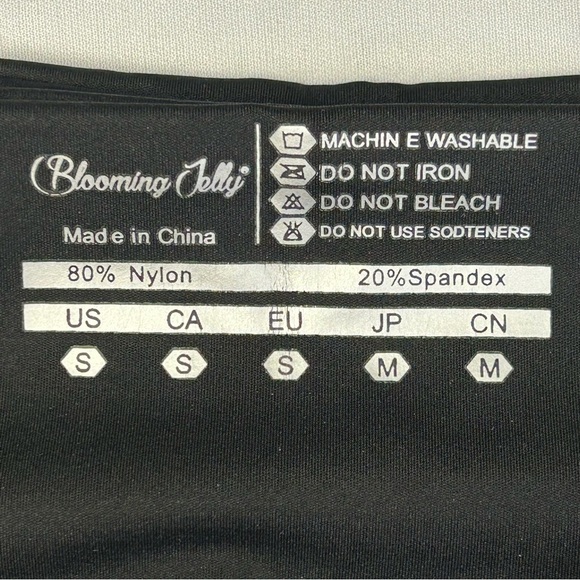 Blooming Jelly®
Made in China
MACHIN E WASHABLE
DO NOT IRON
DO NOT BLEACH
DO NOT USE SODTENERS
80% Nylon 20%Spandex
US CA EU JP CN
S S S M M